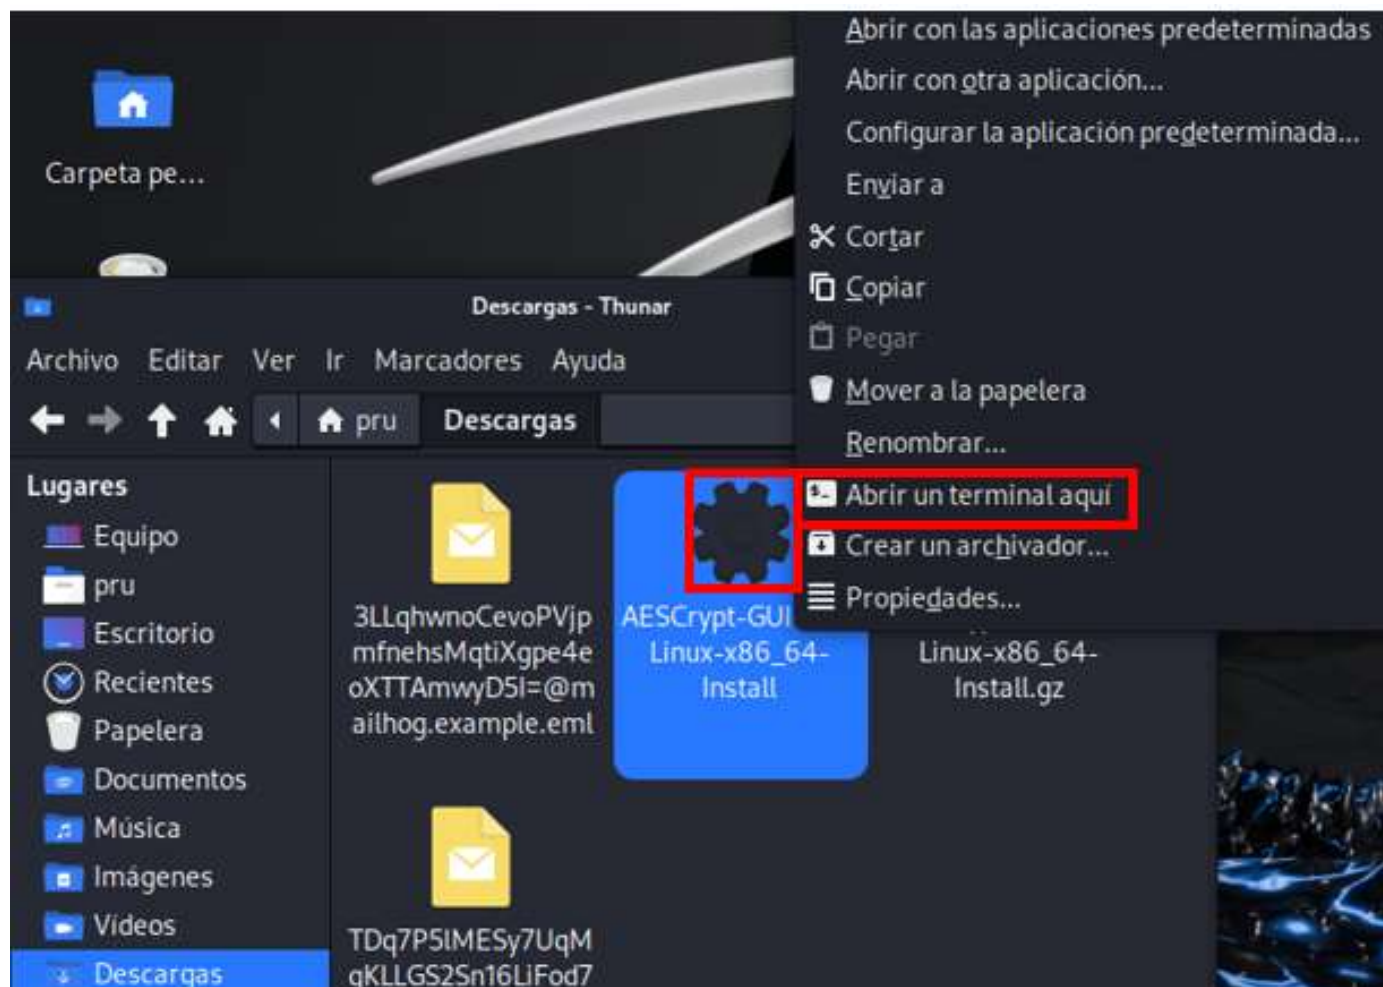 Abrir con las aplicaciones predeterminadas
Abrir con otra aplicación...
Configurar la aplicación predeterminada...
Enviar a
Cortar
Copiar
Pegar
Mover a la papelera
Renombrar...
Abrir un terminal aquí
Crear un archivador...
Propiedades...
Carpeta pe...
Descargas - Thunar
Archivo Editar Ver Ir Marcadores Ayuda
pru Descargas
Lugares
Equipo
pru
Escritorio
Recientes
Papelera
Documentos
Música
Imágenes
Vídeos
Descargas
3LLqhwnoCevoPVjp
mfnehsMqtiXgpe4e
oXTTAmwyD5I=@m
ailhog.example.eml
AESCrypt-GUI
Linux-x86_64-
Install
Linux-x86_64-
Install.gz
TDq7P5lMESy7UqM
qKLLGS2Sn16LiFod7